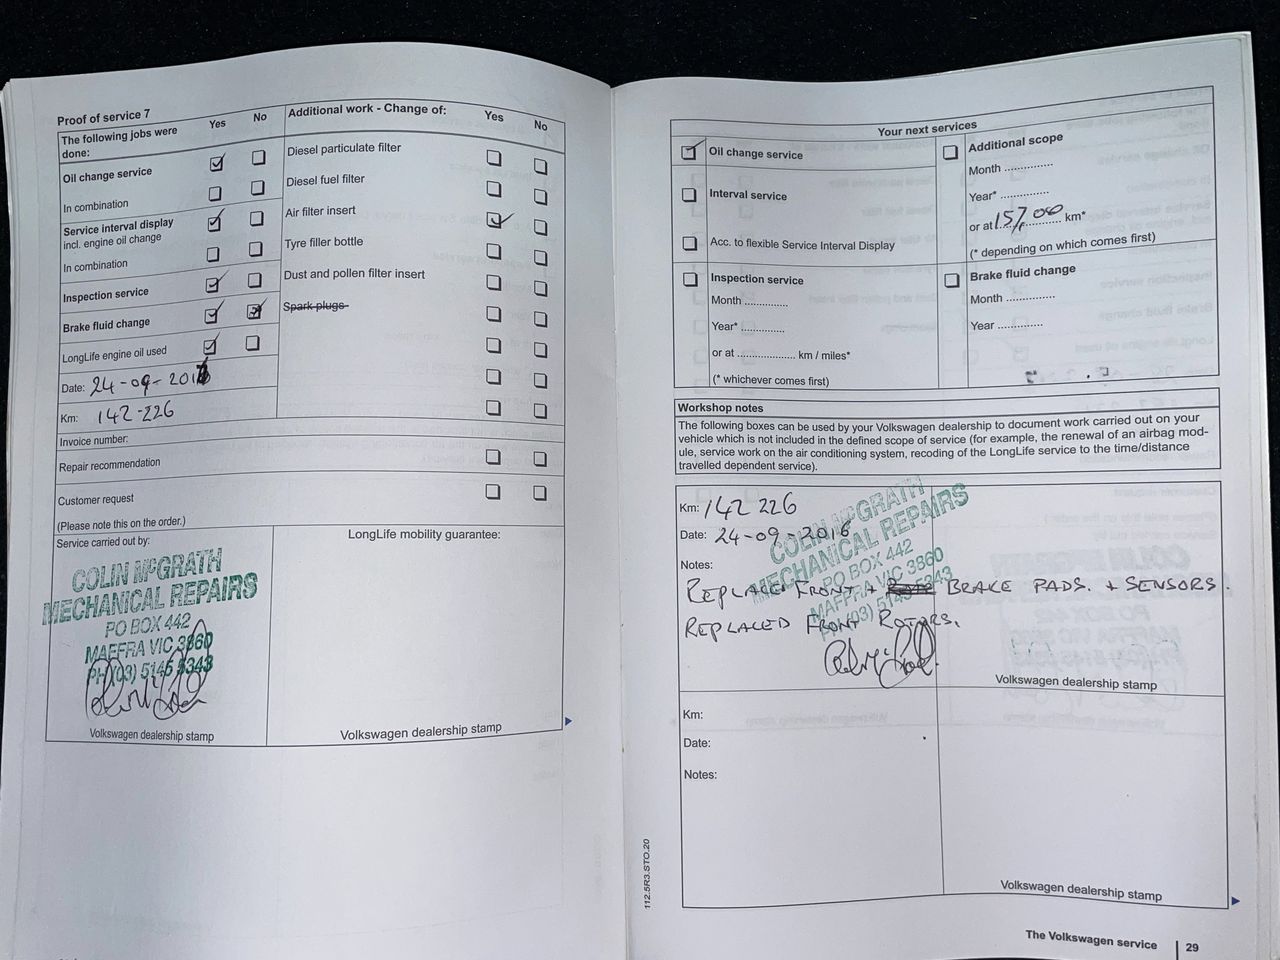 Proof of service 7
The following jobs were done:
Yes No
Oil change service
In combination
Service interval display
incl. engine oil change
In combination
Inspection service
Brake fluid change
LongLife engine oil used
Date: 24-09-201
Km: 142-226
Additional work - Change of:
Yes No
Diesel particulate filter
Diesel fuel filter
Air filter insert
Tyre filler bottle
Dust and pollen filter insert
Spark plugs
Invoice number:
Repair recommendation
Customer request
(Please note this on the order.)
Service carried out by:
COLIN McGRATH
MECHANICAL REPAIRS
PO BOX 442
MAFFRA VIC 3860
PH (03) 5145 5343
Volkswagen dealership stamp
LongLife mobility guarantee:
Volkswagen dealership stamp
Your next services
Oil change service
Interval service
Acc. to flexible Service Interval Display
Inspection service
Month ............
Year* ............
or at ................ km / miles*
(* whichever comes first)
Additional scope
Month ..............
Year* ..............
or at 157,00 km*
(* depending on which comes first)
Brake fluid change
Month ..............
Year .............
Workshop notes
The following boxes can be used by your Volkswagen dealership to document work carried out on your
vehicle which is not included in the defined scope of service (for example, the renewal of an airbag mod-
ule, service work on the air conditioning system, recoding of the LongLife service to the time/distance
travelled dependent service).
Km: 142 226
Date: 24-09-2016
Notes:
REPLACED FRONT + BRAKE PADS. + SENSORS.
REPLACED FRONT ROTORS.
COLIN McGRATH
MECHANICAL REPAIRS
PO BOX 442
MAFFRA VIC 3860
PH (03) 5145 5343
Volkswagen dealership stamp
Km:
Date:
Notes:
Volkswagen dealership stamp
112.5R3.STO.20
The Volkswagen service 29